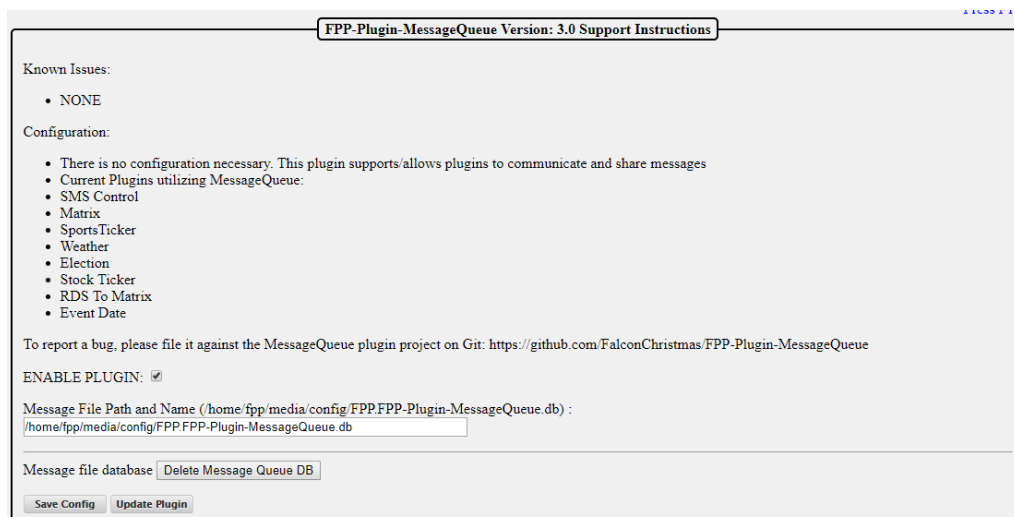 FPP-Plugin-MessageQueue Version: 3.0 Support Instructions
Known Issues:
NONE
Configuration:
There is no configuration necessary. This plugin supports/allows plugins to communicate and share messages
Current Plugins utilizing MessageQueue:
SMS Control
Matrix
SportsTicker
Weather
Election
Stock Ticker
RDS To Matrix
Event Date
To report a bug, please file it against the MessageQueue plugin project on Git: https://github.com/FalconChristmas/FPP-Plugin-MessageQueue
ENABLE PLUGIN:
Message File Path and Name (/home/fpp/media/config/FPP.FPP-Plugin-MessageQueue.db) :
/home/fpp/media/config/FPP.FPP-Plugin-MessageQueue.db
Message file database Delete Message Queue DB
Save Config Update Plugin